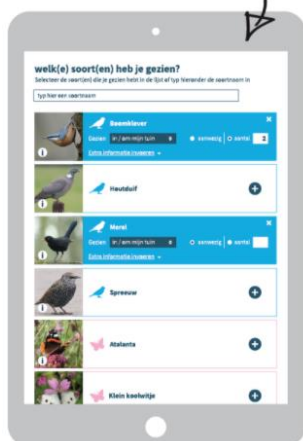 welk(e) soort(en) heb je gezien?
Selecteer de soort(en) die je gezien hebt in de lijst of typ hieronder de soortnaam in
typ hier een soortnaam
Boomklever
Gezien in / om mijn tuin aanwezig aantal 2
Extra informatie invoeren
Houtduif
Merel
Gezien in / om mijn tuin aanwezig aantal
Extra informatie invoeren
Spreeuw
Atalanta
Klein koolwitje